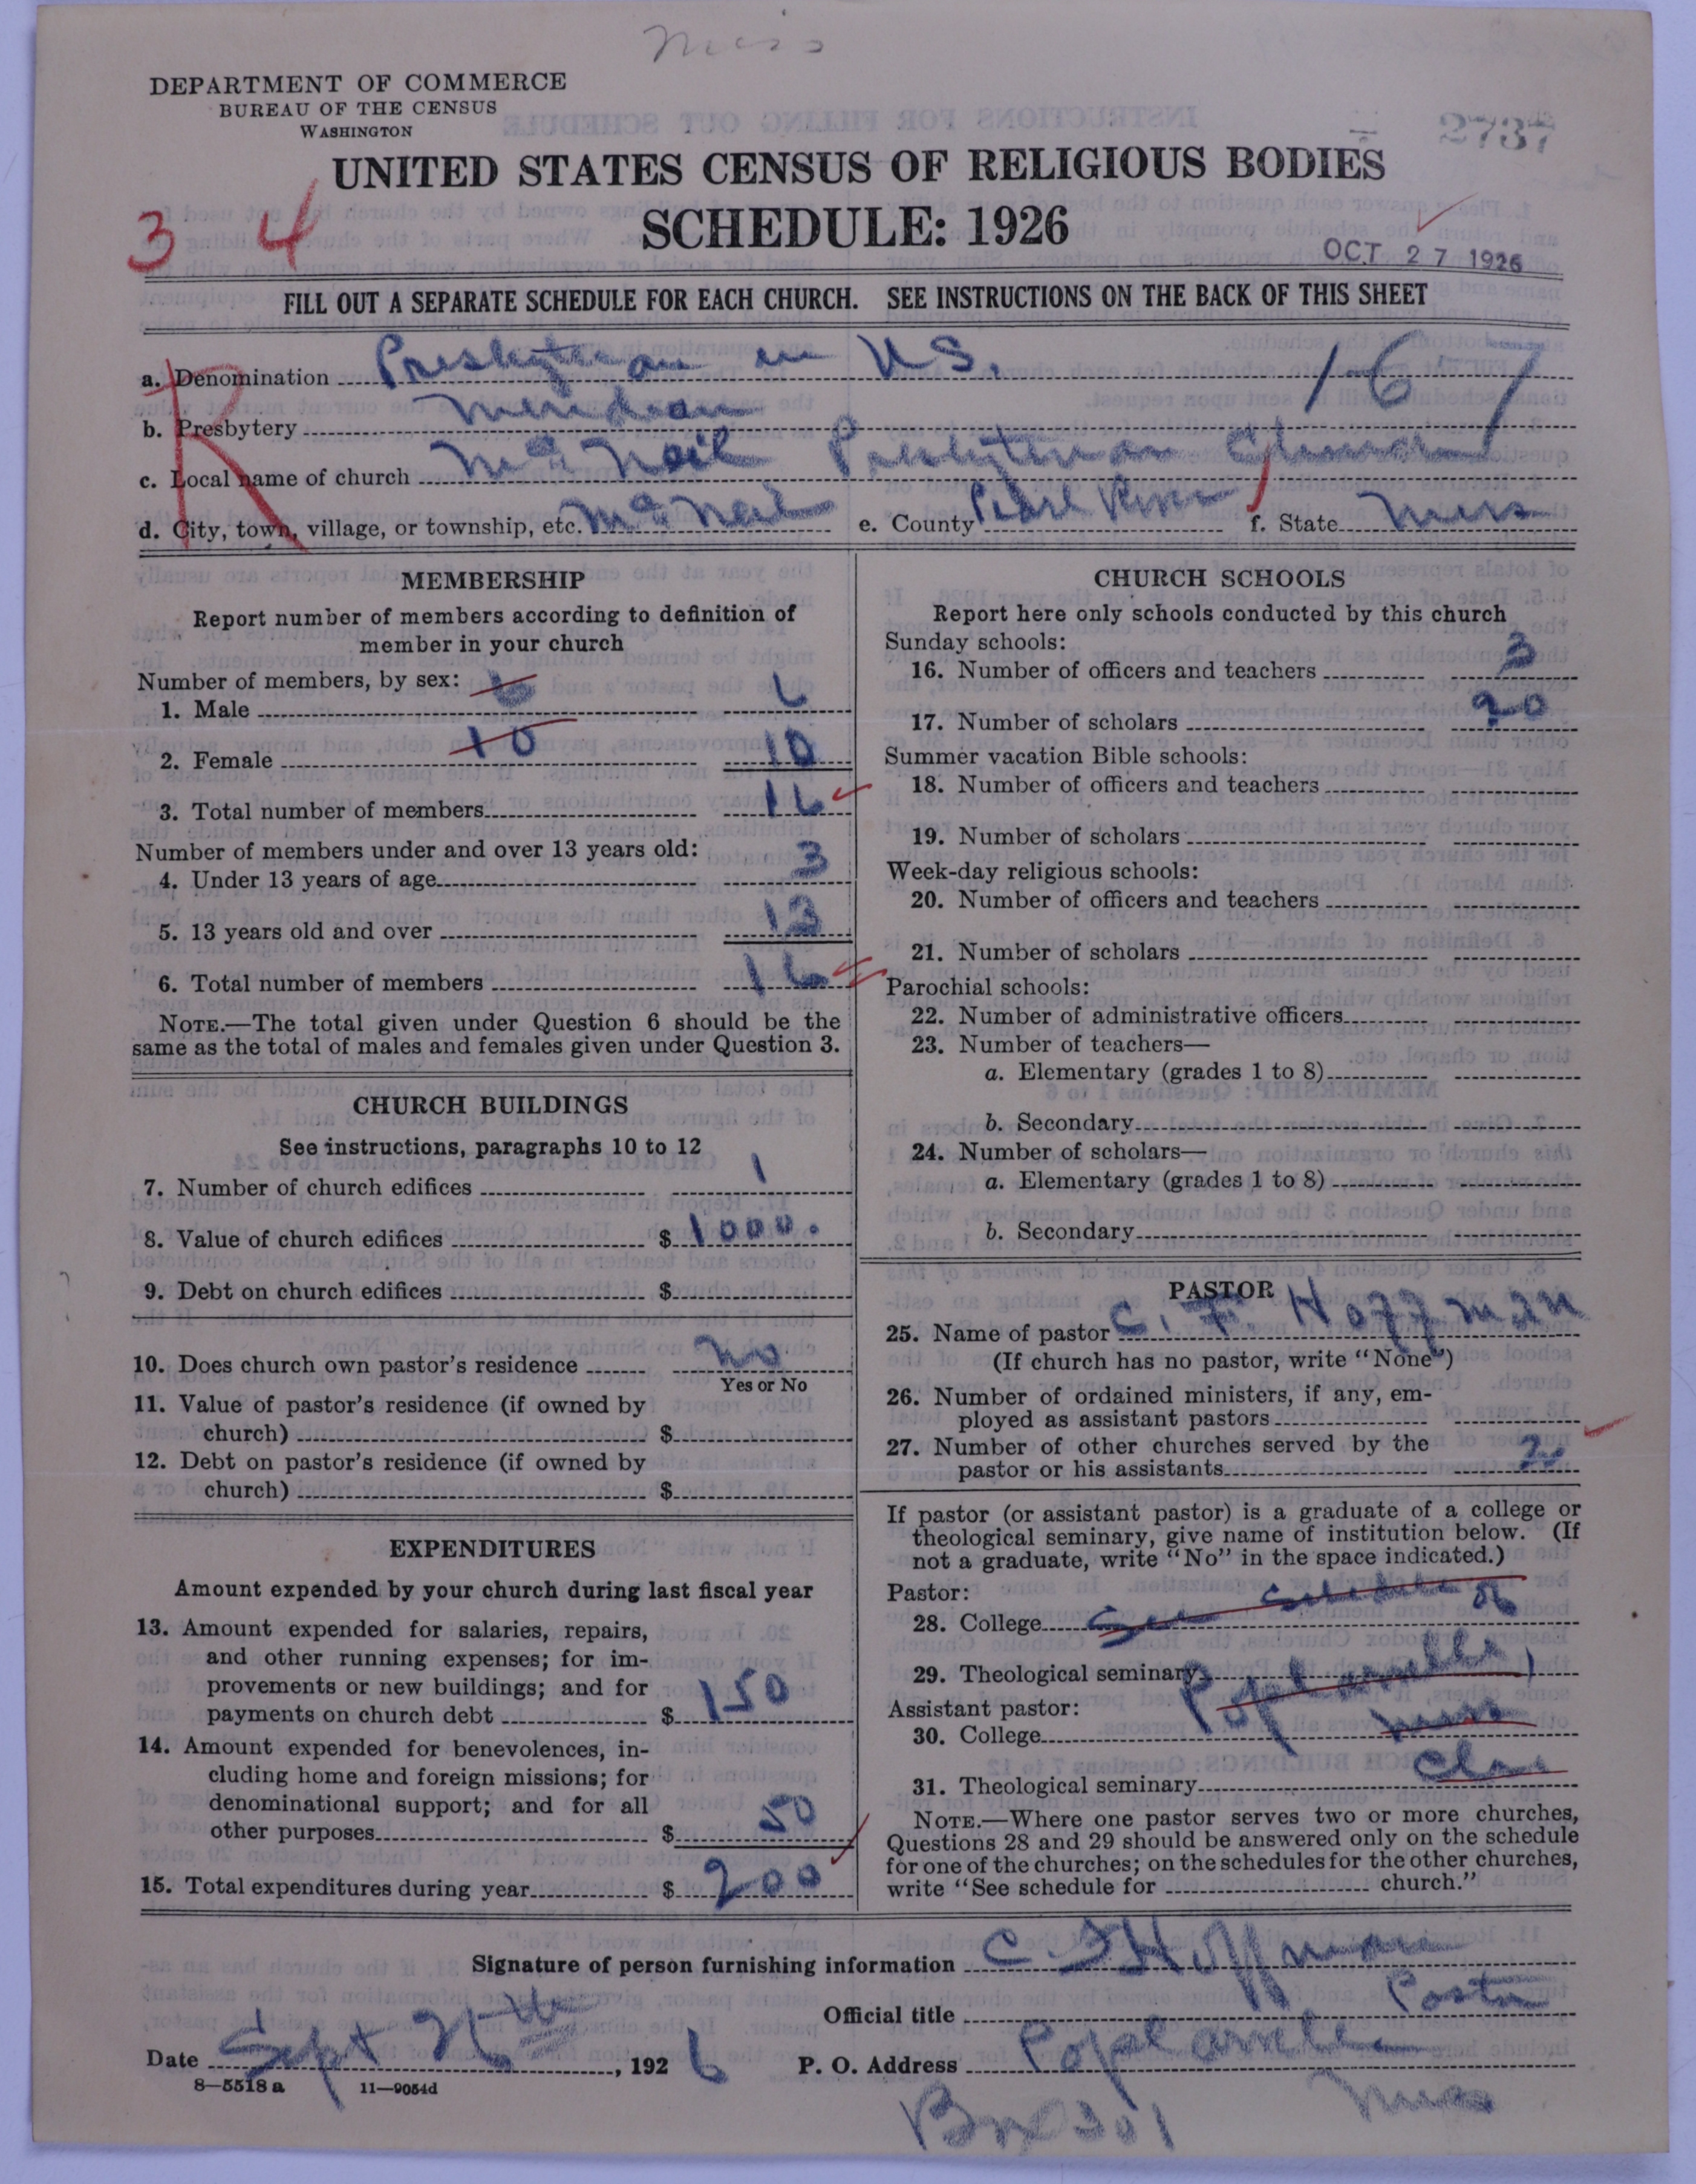 Miss
DEPARTMENT OF COMMERCE
BUREAU OF THE CENSUS
WASHINGTON
2737
UNITED STATES CENSUS OF RELIGIOUS BODIES
3 4
SCHEDULE: 1926
OCT 27 1926
FILL OUT A SEPARATE SCHEDULE FOR EACH CHURCH. SEE INSTRUCTIONS ON THE BACK OF THIS SHEET
a. Denomination Presbyterian in U S. 167
b. Presbytery Meridian
c. Local name of church McNeil Presbyterian Church
d. City, town, village, or township, etc. McNeil e. County Pearl River f. State Miss
R
MEMBERSHIP
Report number of members according to definition of
member in your church
Number of members, by sex: 6
1. Male 6
2. Female 10 10
3. Total number of members 16
Number of members under and over 13 years old:
4. Under 13 years of age 3
5. 13 years old and over 13
6. Total number of members 16
NOTE.—The total given under Question 6 should be the
same as the total of males and females given under Question 3.
CHURCH BUILDINGS
See instructions, paragraphs 10 to 12
7. Number of church edifices 1
8. Value of church edifices $ 1000.
9. Debt on church edifices $
10. Does church own pastor's residence No
Yes or No
11. Value of pastor's residence (if owned by
church) $
12. Debt on pastor's residence (if owned by
church) $
EXPENDITURES
Amount expended by your church during last fiscal year
13. Amount expended for salaries, repairs,
and other running expenses; for im-
provements or new buildings; and for
payments on church debt $ 150
14. Amount expended for benevolences, in-
cluding home and foreign missions; for
denominational support; and for all
other purposes $ 50
15. Total expenditures during year $ 200
CHURCH SCHOOLS
Report here only schools conducted by this church
Sunday schools:
16. Number of officers and teachers 3
17. Number of scholars 20
Summer vacation Bible schools:
18. Number of officers and teachers
19. Number of scholars
Week-day religious schools:
20. Number of officers and teachers
21. Number of scholars
Parochial schools:
22. Number of administrative officers
23. Number of teachers—
a. Elementary (grades 1 to 8)
b. Secondary
24. Number of scholars—
a. Elementary (grades 1 to 8)
b. Secondary
PASTOR
25. Name of pastor C. F. Hoffman
(If church has no pastor, write "None")
26. Number of ordained ministers, if any, em-
ployed as assistant pastors
27. Number of other churches served by the
pastor or his assistants
If pastor (or assistant pastor) is a graduate of a college or
theological seminary, give name of institution below. (If
not a graduate, write "No" in the space indicated.)
Pastor:
28. College See Schedule of
29. Theological seminary Poplarville,
Assistant pastor:
30. College Miss
31. Theological seminary
NOTE.—Where one pastor serves two or more churches,
Questions 28 and 29 should be answered only on the schedule
for one of the churches; on the schedules for the other churches,
write "See schedule for church."
Signature of person furnishing information C F Hoffman
Official title Pastor
Date Sept , 1926 P. O. Address Poplarville
8—5518 a 11—9054d
Miss
Box 301